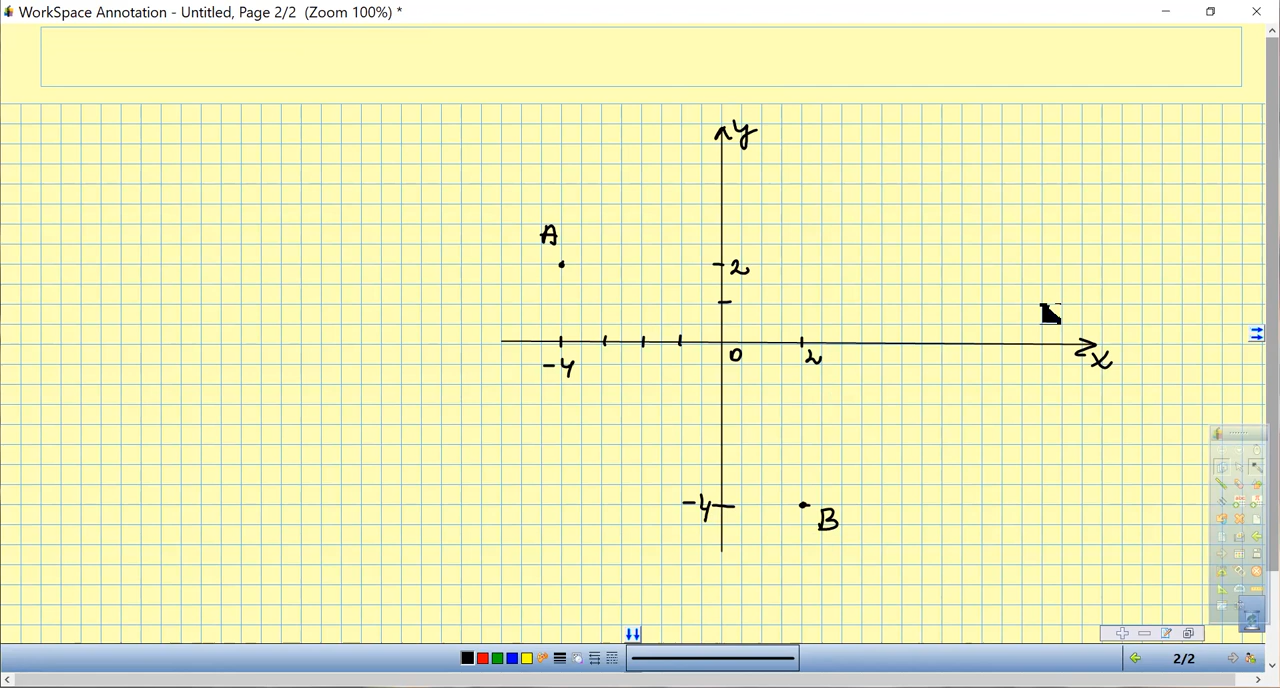 WorkSpace Annotation - Untitled, Page 2/2 (Zoom 100%) *
y
A
2
0
2
-4
x
-4
B
2/2